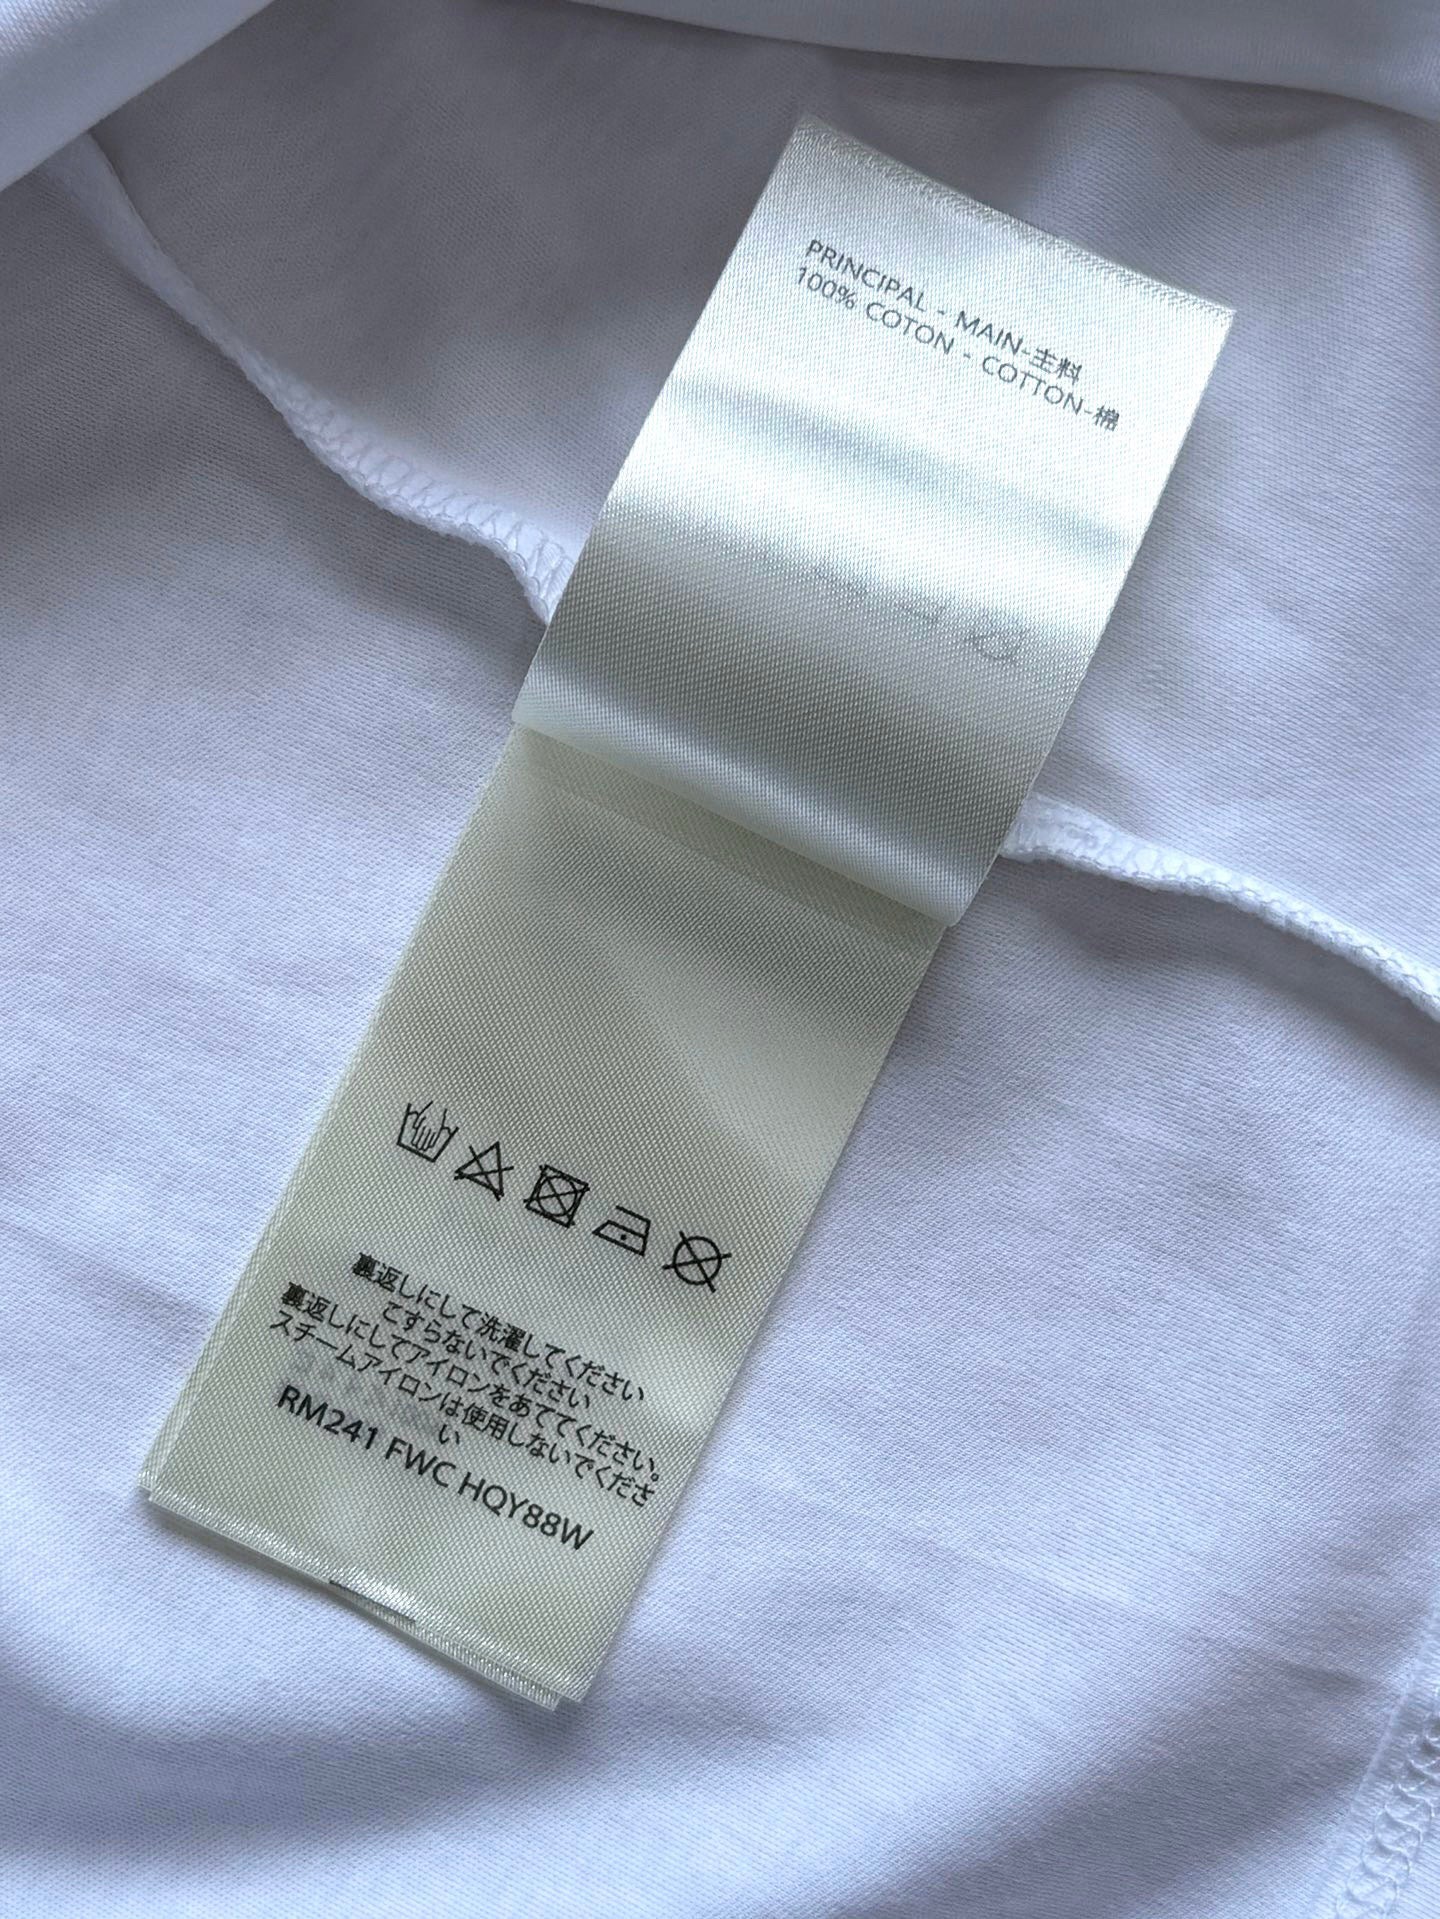 PRINCIPAL - MAIN-主料
100% COTON - COTTON-棉
裏返しにして洗濯してください
こすらないでください
裏返しにしてアイロンをあててください。
スチームアイロンは使用しないでくださ
い
RM241 FWC HQY88W